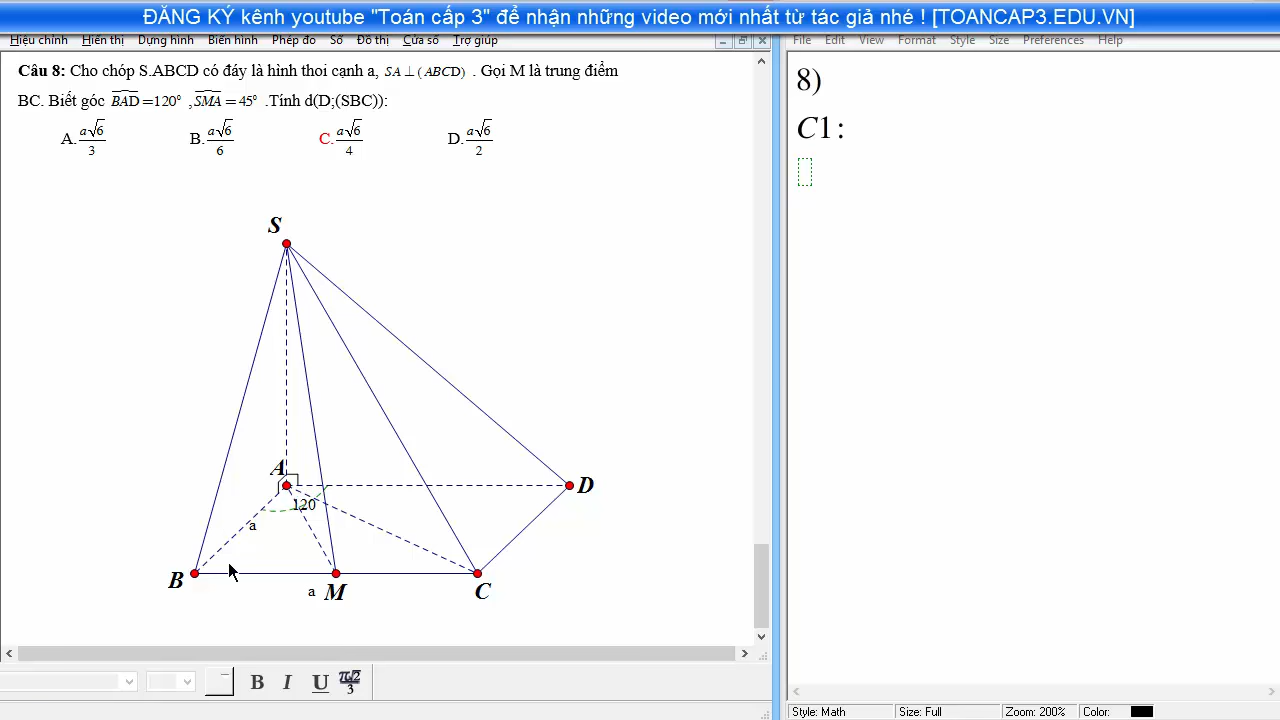 ĐĂNG KÝ kênh youtube "Toán cấp 3" để nhận những video mới nhất từ tác giả nhé ! [TOANCAP3.EDU.VN]
Hiệu chỉnh Hiển thị Dựng hình Biến hình Phép đo Số Đồ thị Cửa sổ Trợ giúp
File Edit View Format Style Size Preferences Help
Câu 8: Cho chóp S.ABCD có đáy là hình thoi cạnh a, SA⊥(ABCD) . Gọi M là trung điểm
BC. Biết góc BAD=120° ,SMA=45° .Tính d(D;(SBC)):
A. a√6/3 B. a√6/6 C. a√6/4 D. a√6/2
8)
C1:
S
A
D
120
a
B
M
C
a
B I U π√2/3
Style: Math Size: Full Zoom: 200% Color: